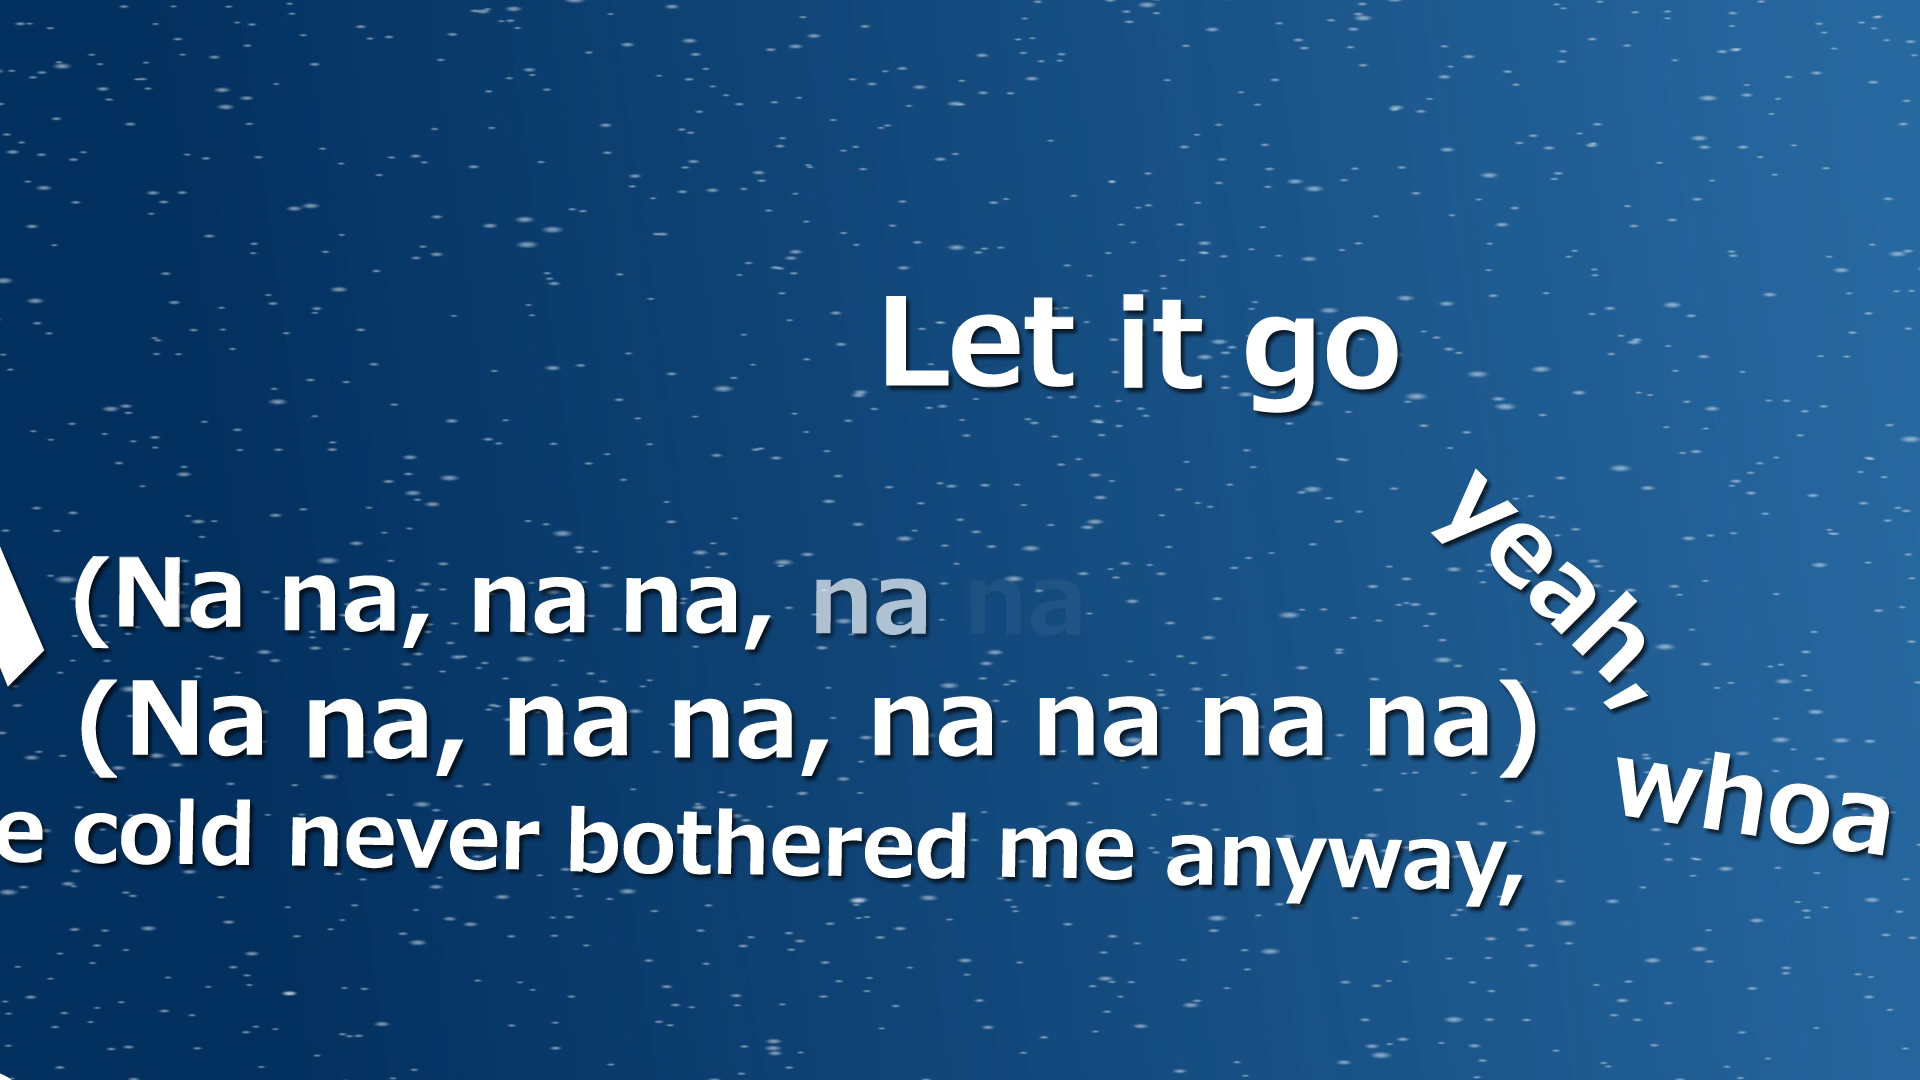 Let it go
yeah,
whoa
(Na na, na na, na na
(Na na, na na, na na na na)
e cold never bothered me anyway,